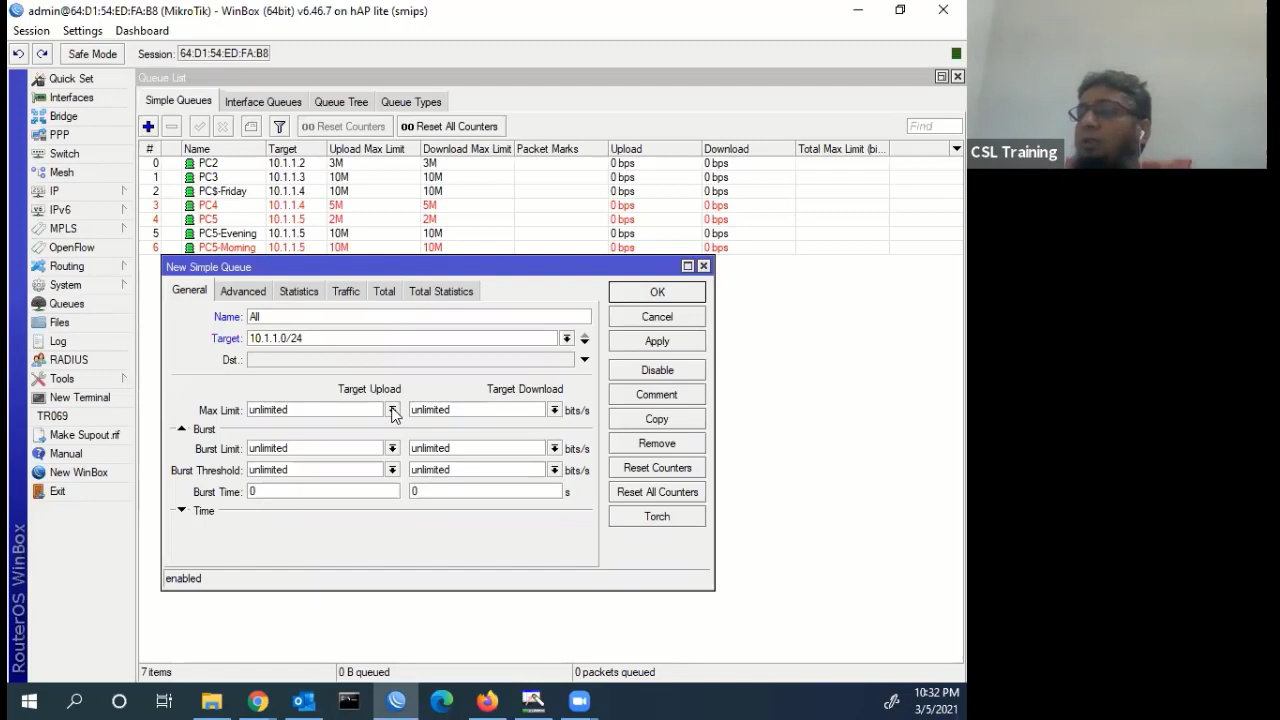 admin@64:D1:54:ED:FA:B8 (MikroTik) - WinBox (64bit) v6.46.7 on hAP lite (smips)
Session Settings Dashboard
Safe Mode Session: 64:D1:54:ED:FA:B8
Quick Set
Interfaces
Bridge
PPP
Switch
Mesh
IP
IPv6
MPLS
OpenFlow
Routing
System
Queues
Files
Log
RADIUS
Tools
New Terminal
TR069
Make Supout.rif
Manual
New WinBox
Exit
RouterOS WinBox
Queue List
Simple Queues Interface Queues Queue Tree Queue Types
00 Reset Counters 00 Reset All Counters Find
# Name Target Upload Max Limit Download Max Limit Packet Marks Upload Download Total Max Limit (bi...
0 PC2 10.1.1.2 3M 3M 0 bps 0 bps
1 PC3 10.1.1.3 10M 10M 0 bps 0 bps
2 PC$-Friday 10.1.1.4 10M 10M 0 bps 0 bps
3 PC4 10.1.1.4 5M 5M 0 bps 0 bps
4 PC5 10.1.1.5 2M 2M 0 bps 0 bps
5 PC5-Evening 10.1.1.5 10M 10M 0 bps 0 bps
6 PC5-Morning 10.1.1.5 10M 10M 0 bps 0 bps
New Simple Queue
General Advanced Statistics Traffic Total Total Statistics
Name: All
Target: 10.1.1.0/24
Dst.:
Target Upload Target Download
Max Limit: unlimited unlimited bits/s
Burst
Burst Limit: unlimited unlimited bits/s
Burst Threshold: unlimited unlimited bits/s
Burst Time: 0 0 s
Time
enabled
OK
Cancel
Apply
Disable
Comment
Copy
Remove
Reset Counters
Reset All Counters
Torch
7 items 0 B queued 0 packets queued
CSL Training
10:32 PM
3/5/2021